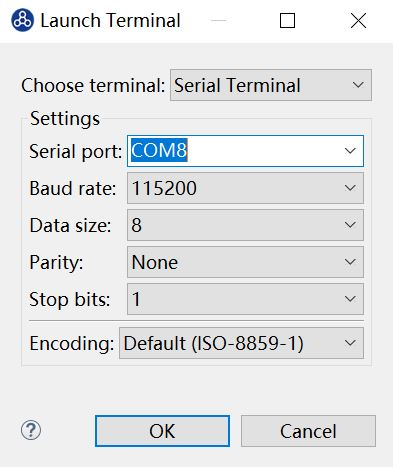 Launch Terminal
Choose terminal: Serial Terminal
Settings
Serial port: COM8
Baud rate: 115200
Data size: 8
Parity: None
Stop bits: 1
Encoding: Default (ISO-8859-1)
? OK Cancel